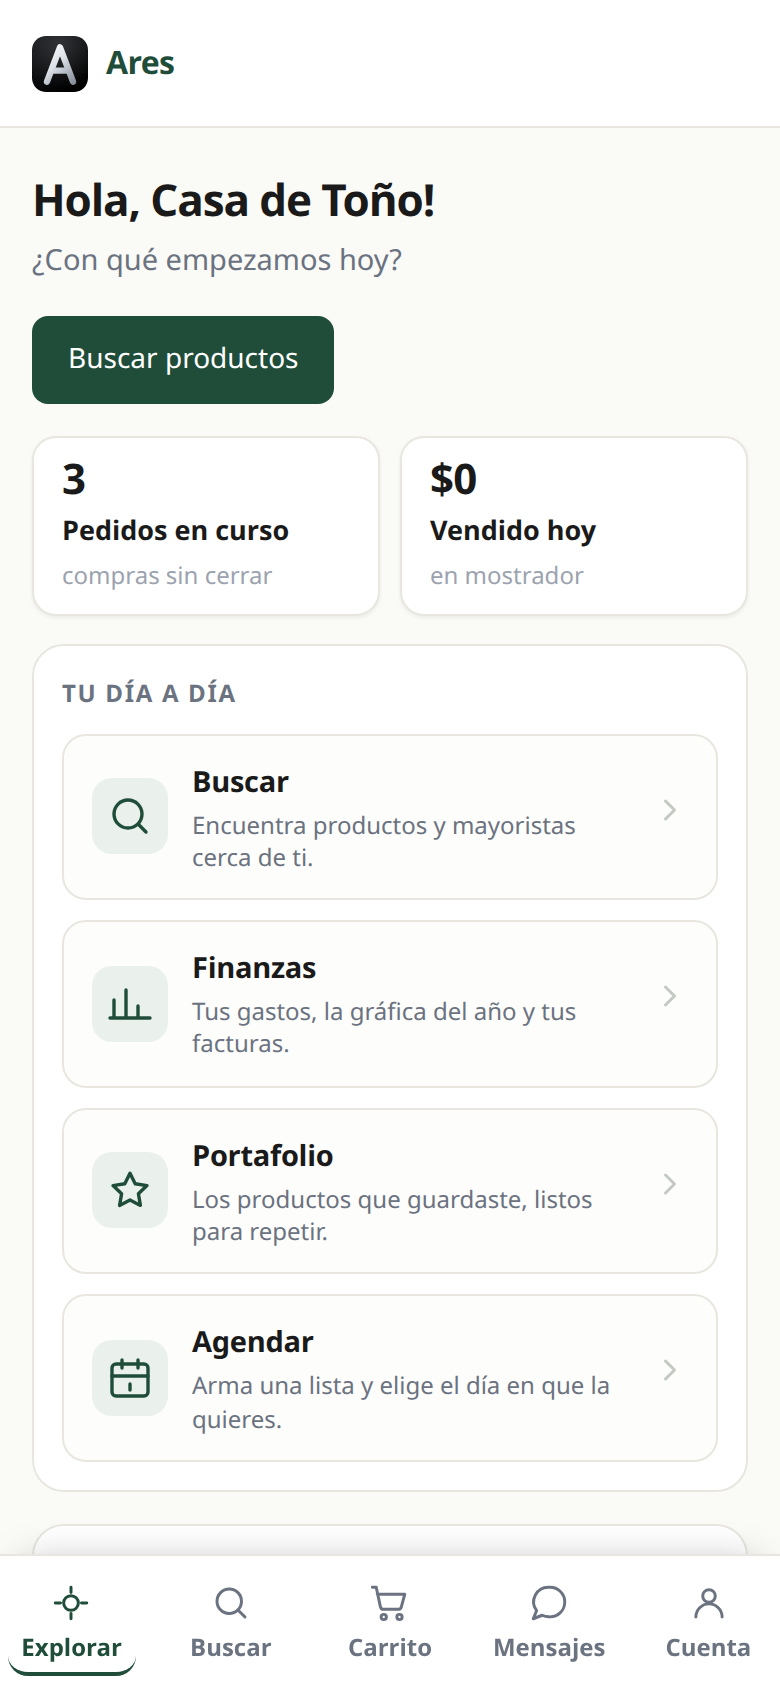 Ares
Hola, Casa de Toño!
¿Con qué empezamos hoy?
Buscar productos
3
Pedidos en curso
compras sin cerrar
$0
Vendido hoy
en mostrador
TU DÍA A DÍA
Buscar
Encuentra productos y mayoristas
cerca de ti.
Finanzas
Tus gastos, la gráfica del año y tus
facturas.
Portafolio
Los productos que guardaste, listos
para repetir.
Agendar
Arma una lista y elige el día en que la
quieres.
Explorar
Buscar
Carrito
Mensajes
Cuenta